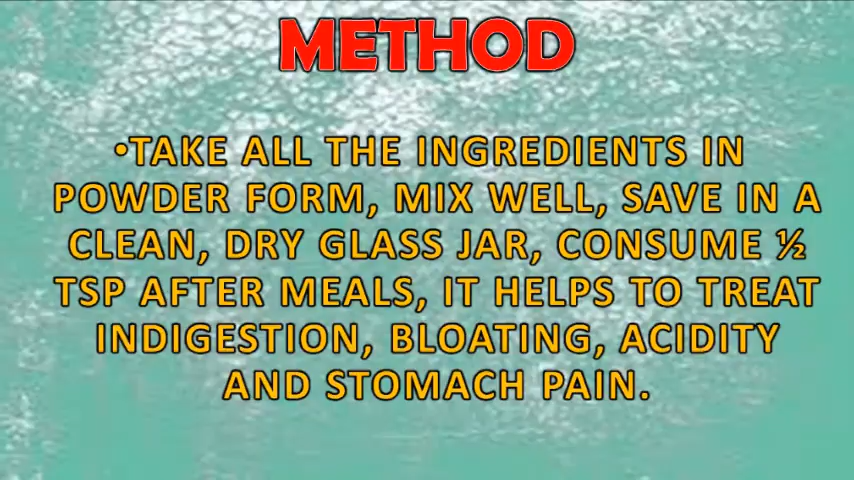 METHOD
•TAKE ALL THE INGREDIENTS IN
POWDER FORM, MIX WELL, SAVE IN A
CLEAN, DRY GLASS JAR, CONSUME ½
TSP AFTER MEALS, IT HELPS TO TREAT
INDIGESTION, BLOATING, ACIDITY
AND STOMACH PAIN.